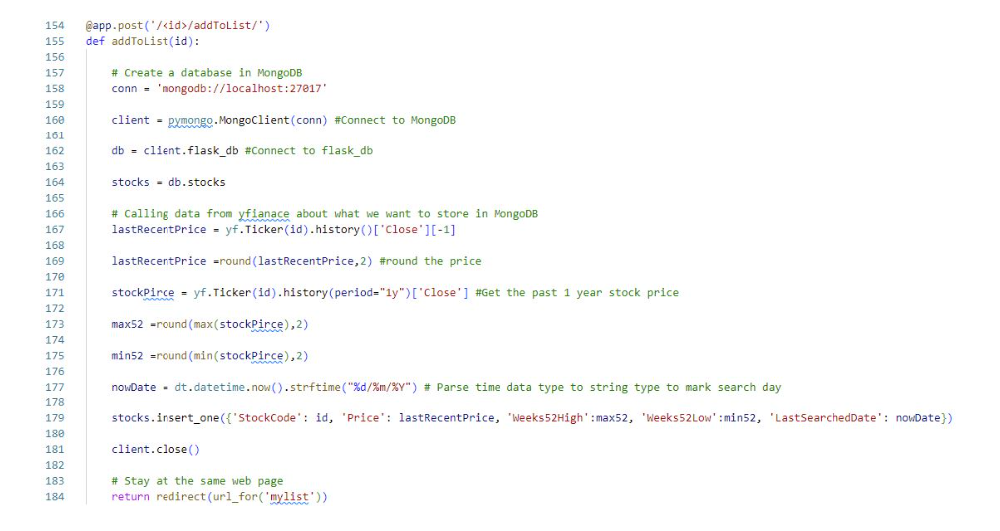 154 @app.post('/<id>/addToList/')
155 def addToList(id):
156
157 # Create a database in MongoDB
158 conn = 'mongodb://localhost:27017'
159
160 client = pymongo.MongoClient(conn) #Connect to MongoDB
161
162 db = client.flask_db #Connect to flask_db
163
164 stocks = db.stocks
165
166 # Calling data from yfianace about what we want to store in MongoDB
167 lastRecentPrice = yf.Ticker(id).history()['Close'][-1]
168
169 lastRecentPrice =round(lastRecentPrice,2) #round the price
170
171 stockPirce = yf.Ticker(id).history(period="1y")['Close'] #Get the past 1 year stock price
172
173 max52 =round(max(stockPirce),2)
174
175 min52 =round(min(stockPirce),2)
176
177 nowDate = dt.datetime.now().strftime("%d/%m/%Y") # Parse time data type to string type to mark search day
178
179 stocks.insert_one({'StockCode': id, 'Price': lastRecentPrice, 'Weeks52High':max52, 'Weeks52Low':min52, 'LastSearchedDate': nowDate})
180
181 client.close()
182
183 # Stay at the same web page
184 return redirect(url_for('mylist'))